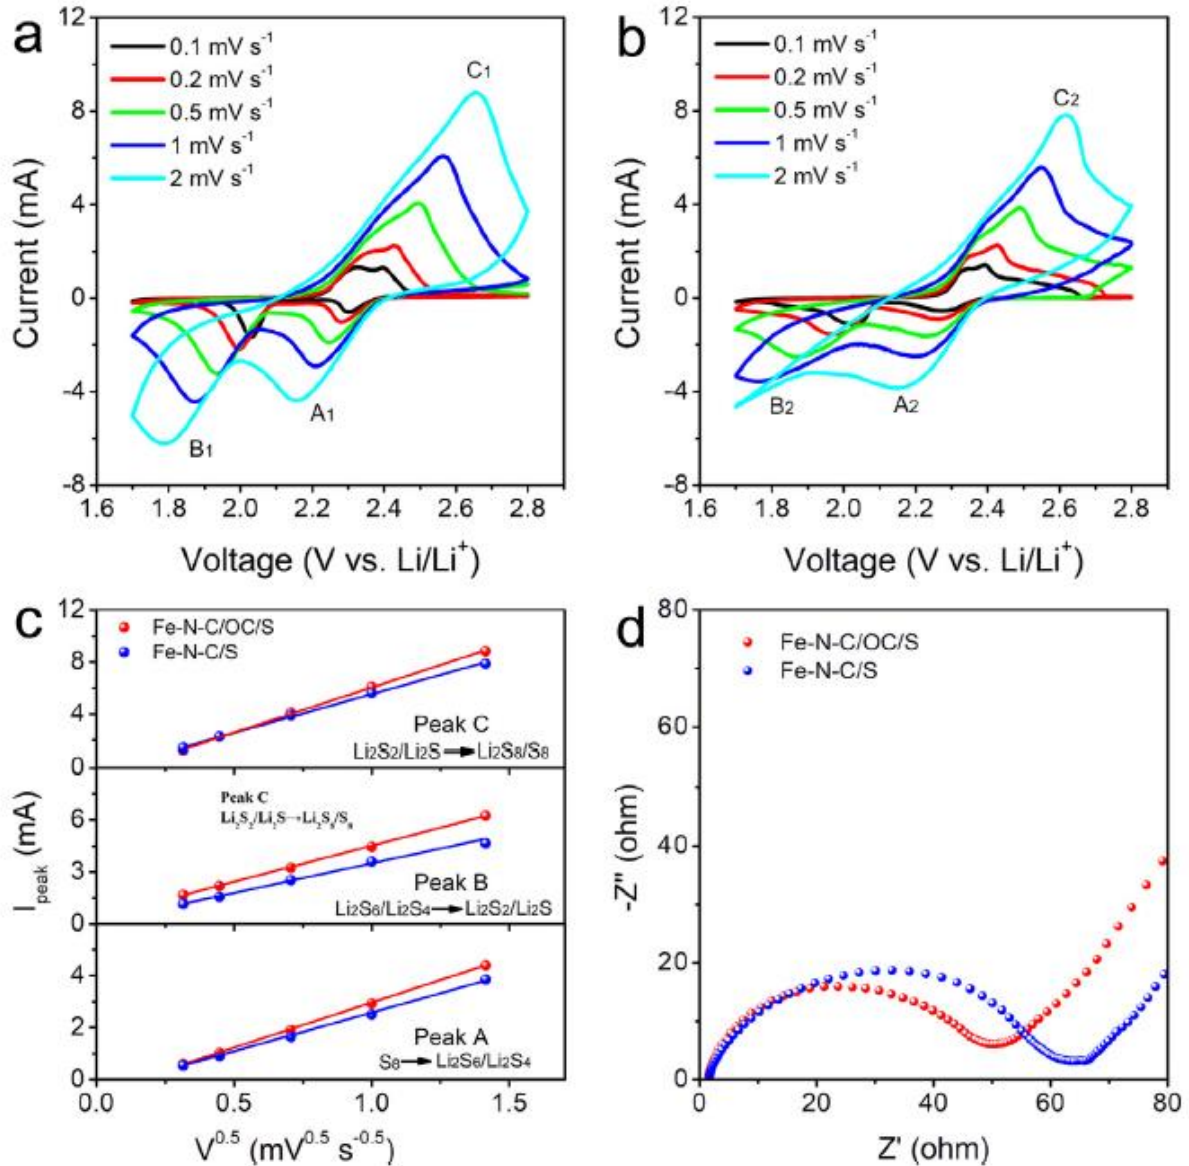 a
12
8
4
0
-4
-8
Current (mA)
0.1 mV s⁻¹
0.2 mV s⁻¹
0.5 mV s⁻¹
1 mV s⁻¹
2 mV s⁻¹
C1
A1
B1
1.6 1.8 2.0 2.2 2.4 2.6 2.8
Voltage (V vs. Li/Li⁺)
b
12
8
4
0
-4
-8
Current (mA)
0.1 mV s⁻¹
0.2 mV s⁻¹
0.5 mV s⁻¹
1 mV s⁻¹
2 mV s⁻¹
C2
B2
A2
1.6 1.8 2.0 2.2 2.4 2.6 2.8
Voltage (V vs. Li/Li⁺)
c
12
8
4
0
Fe-N-C/OC/S
Fe-N-C/S
Peak C
Li2S2/Li2S → Li2S8/S8
6
3
0
Peak C
Li₂S₂/Li₂S→Li₂S₈/S₈
Peak B
Li2S6/Li2S4 → Li2S2/Li2S
4
2
0
Peak A
S8 → Li2S6/Li2S4
I_peak (mA)
0.0 0.5 1.0 1.5
V^0.5 (mV^0.5 s^-0.5)
d
80
60
40
20
0
-Z" (ohm)
Fe-N-C/OC/S
Fe-N-C/S
0 20 40 60 80
Z' (ohm)